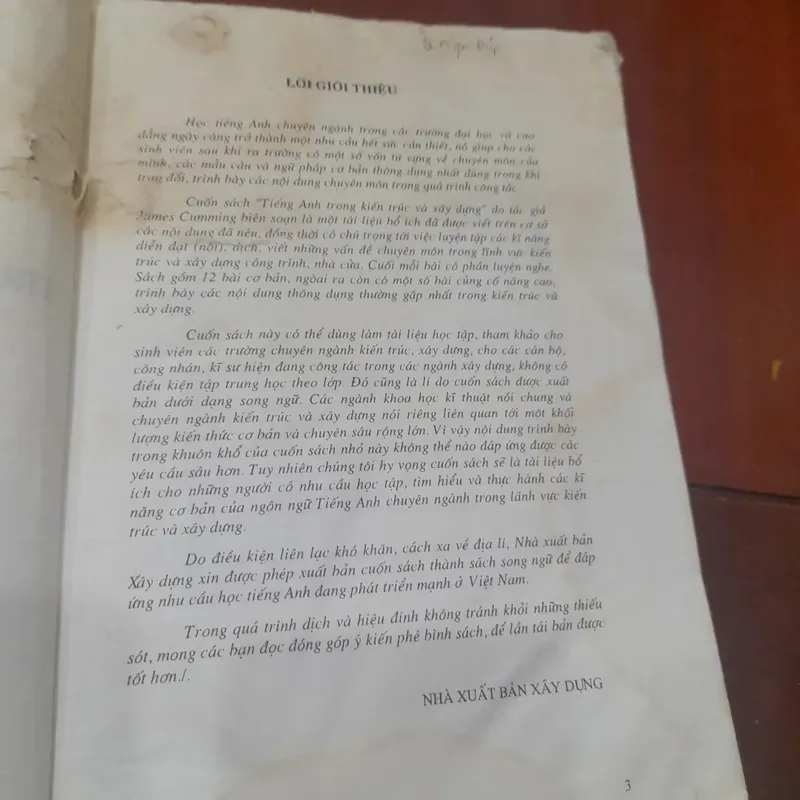 LỜI GIỚI THIỆU
Học tiếng Anh chuyên ngành trong các trường đại học và cao
đẳng ngày càng trở thành một nhu cầu hết sức cần thiết, nó giúp cho các
sinh viên sau khi ra trường có một số vốn từ vựng về chuyên môn của
mình, các mẫu câu và ngữ pháp cơ bản thông dụng nhất dùng trong khi
trao đổi, trình bày các nội dung chuyên môn trong quá trình công tác.
Cuốn sách "Tiếng Anh trong kiến trúc và xây dựng" do tác giả
James Cumming biên soạn là một tài liệu bổ ích đã được viết trên cơ sở
các nội dung đã nêu, đồng thời có chú trọng tới việc luyện tập các kĩ năng
diễn đạt (nói), dịch, viết những vấn đề chuyên môn trong lĩnh vực kiến
trúc và xây dựng công trình, nhà cửa. Cuối mỗi bài có phần luyện nghe.
Sách gồm 12 bài cơ bản, ngoài ra còn có một số bài củng cố nâng cao,
trình bày các nội dung thông dụng thường gặp nhất trong kiến trúc và
xây dựng.
Cuốn sách này có thể dùng làm tài liệu học tập, tham khảo cho
sinh viên các trường chuyên ngành kiến trúc, xây dựng, cho các cán bộ,
công nhân, kĩ sư hiện đang công tác trong các ngành xây dựng, không có
điều kiện tập trung học theo lớp. Đó cũng là lí do cuốn sách được xuất
bản dưới dạng song ngữ. Các ngành khoa học kĩ thuật nói chung và
chuyên ngành kiến trúc và xây dựng nói riêng liên quan tới một khối
lượng kiến thức cơ bản và chuyên sâu rộng lớn. Vì vậy nội dung trình bày
trong khuôn khổ của cuốn sách nhỏ này không thể nào đáp ứng được các
yêu cầu sâu hơn. Tuy nhiên chúng tôi hy vọng cuốn sách sẽ là tài liệu bổ
ích cho những người có nhu cầu học tập, tìm hiểu và thực hành các kĩ
năng cơ bản của ngôn ngữ Tiếng Anh chuyên ngành trong lãnh vực kiến
trúc và xây dựng.
Do điều kiện liên lạc khó khăn, cách xa về địa lí, Nhà xuất bản
Xây dựng xin được phép xuất bản cuốn sách thành sách song ngữ để đáp
ứng nhu cầu học tiếng Anh đang phát triển mạnh ở Việt Nam.
Trong quá trình dịch và hiệu đính không tránh khỏi những thiếu
sót, mong các bạn đọc đóng góp ý kiến phê bình sách, để lần tái bản được
tốt hơn./.
NHÀ XUẤT BẢN XÂY DỰNG
3